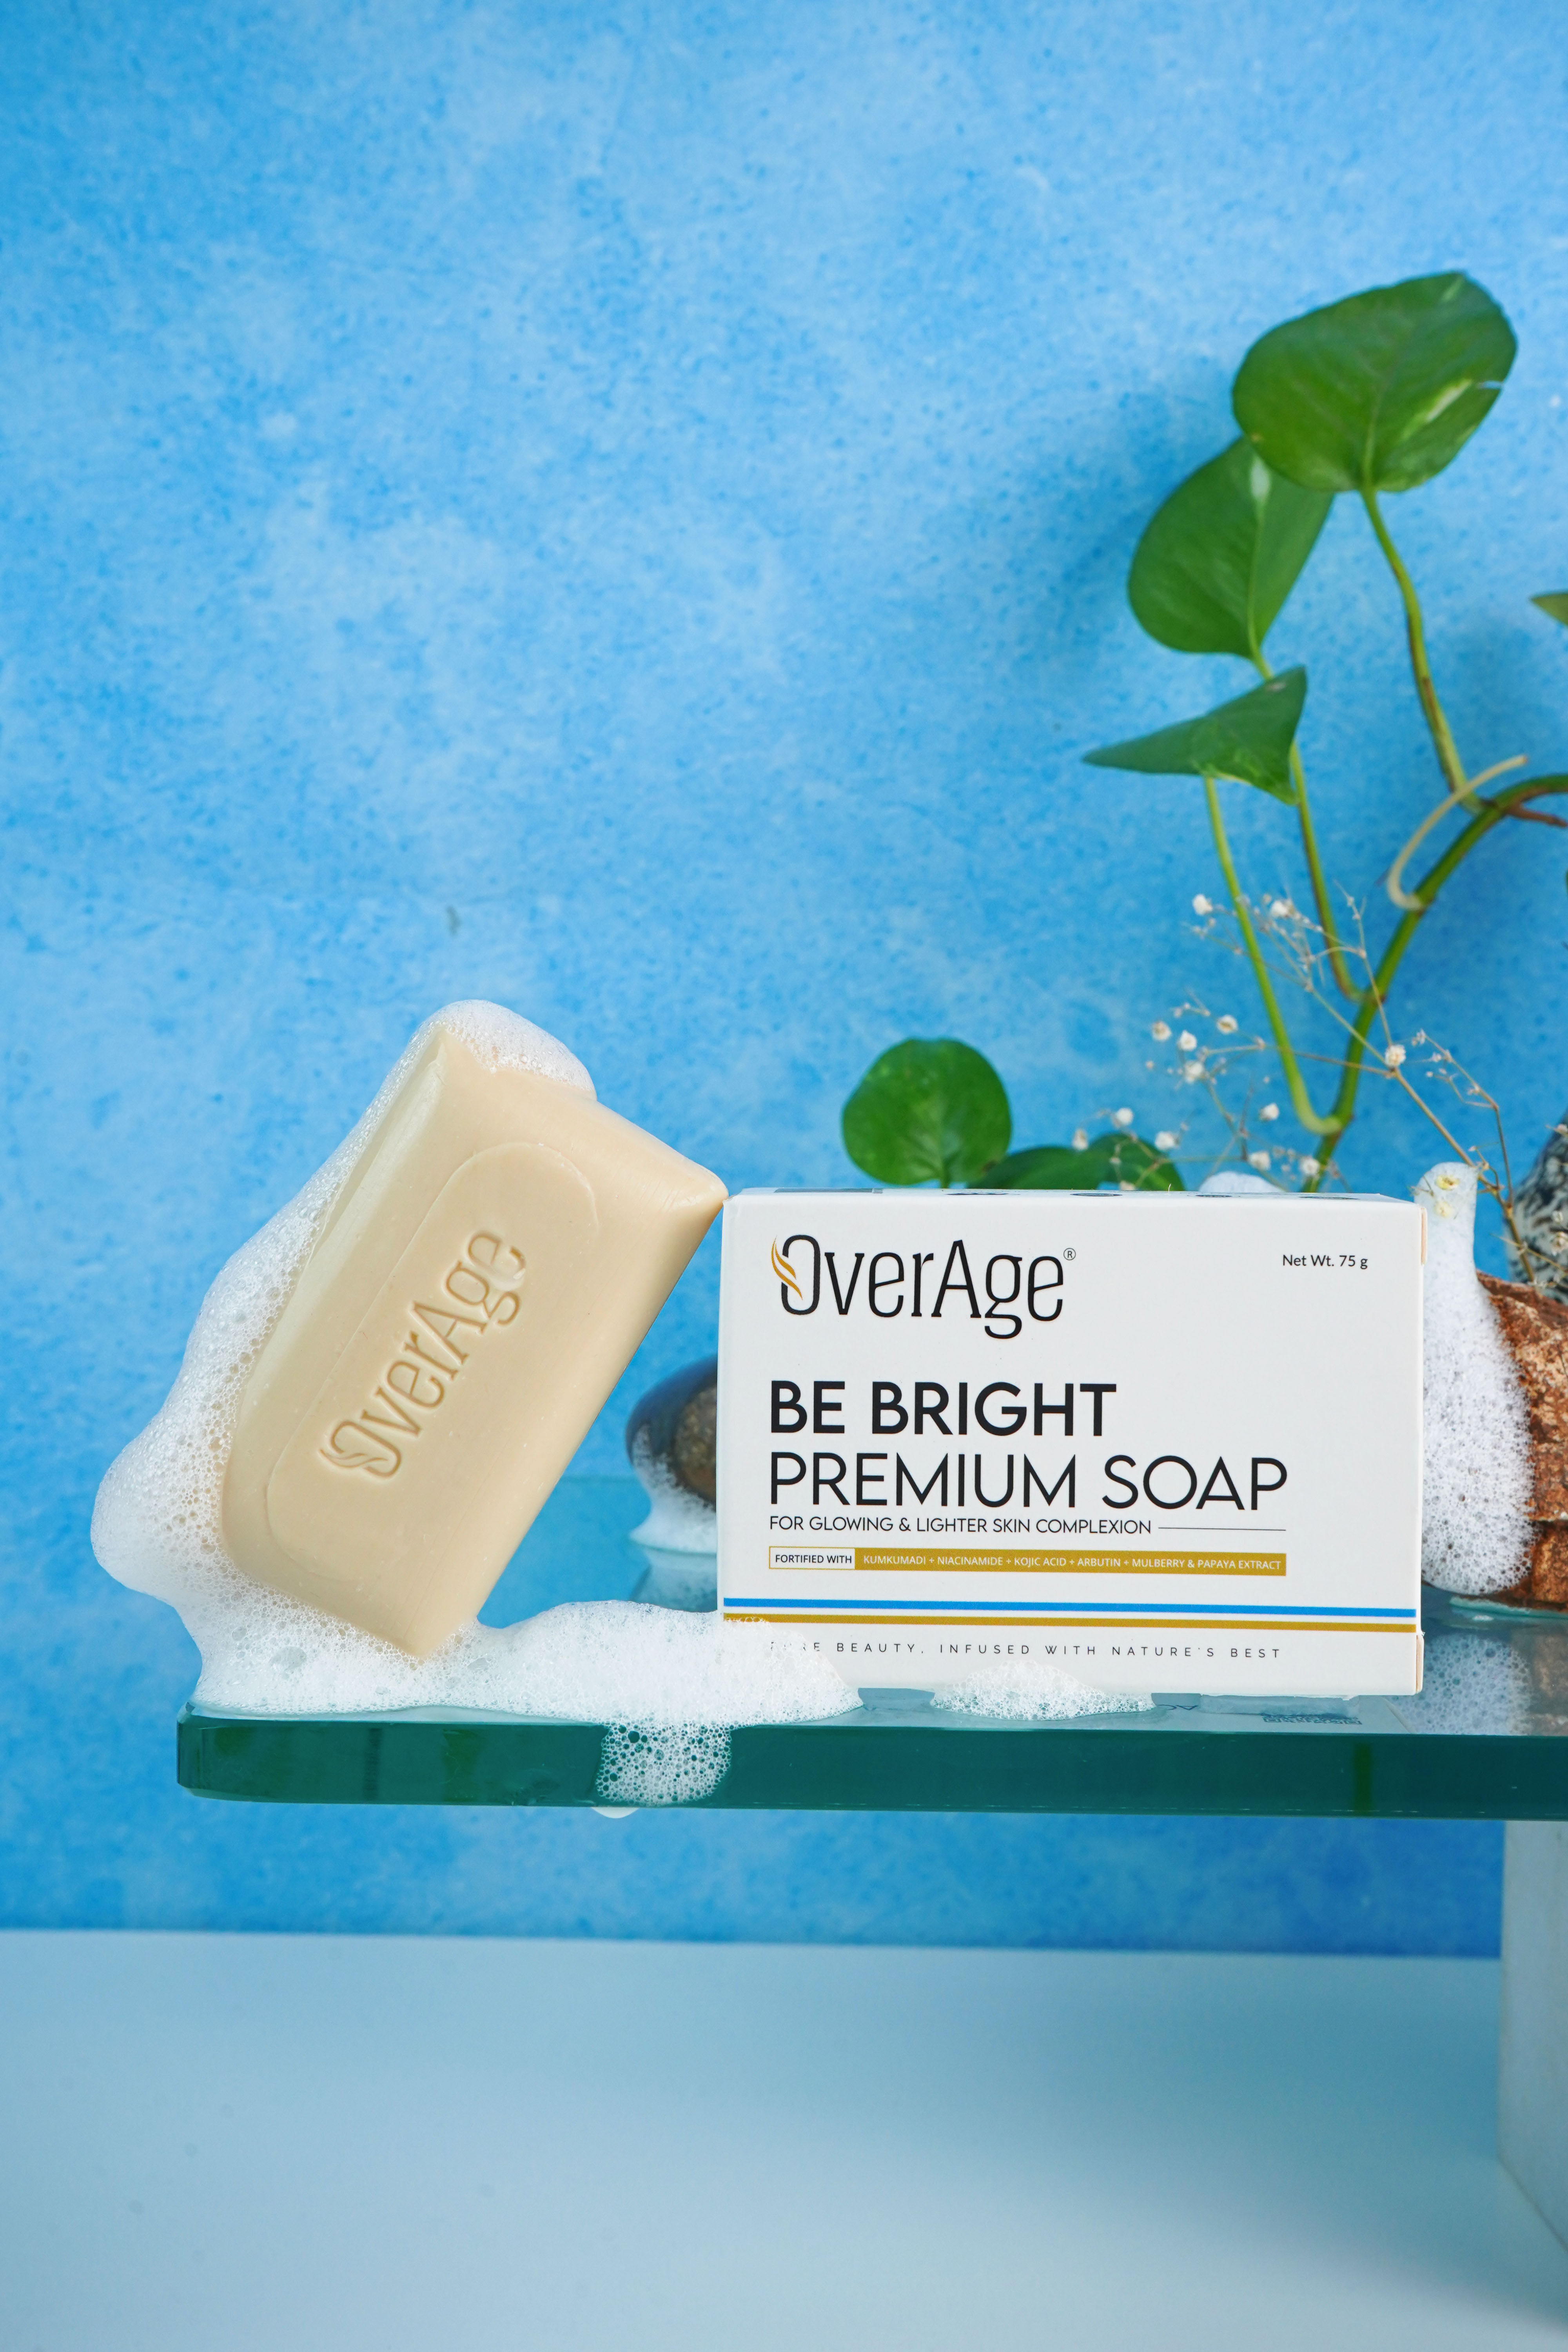 OverAge
OverAge®
Net Wt. 75 g
BE BRIGHT
PREMIUM SOAP
FOR GLOWING & LIGHTER SKIN COMPLEXION
FORTIFIED WITH KUMKUMADI + NIACINAMIDE + KOJIC ACID + ARBUTIN + MULBERRY & PAPAYA EXTRACT
BEAUTY. INFUSED WITH NATURE'S BEST